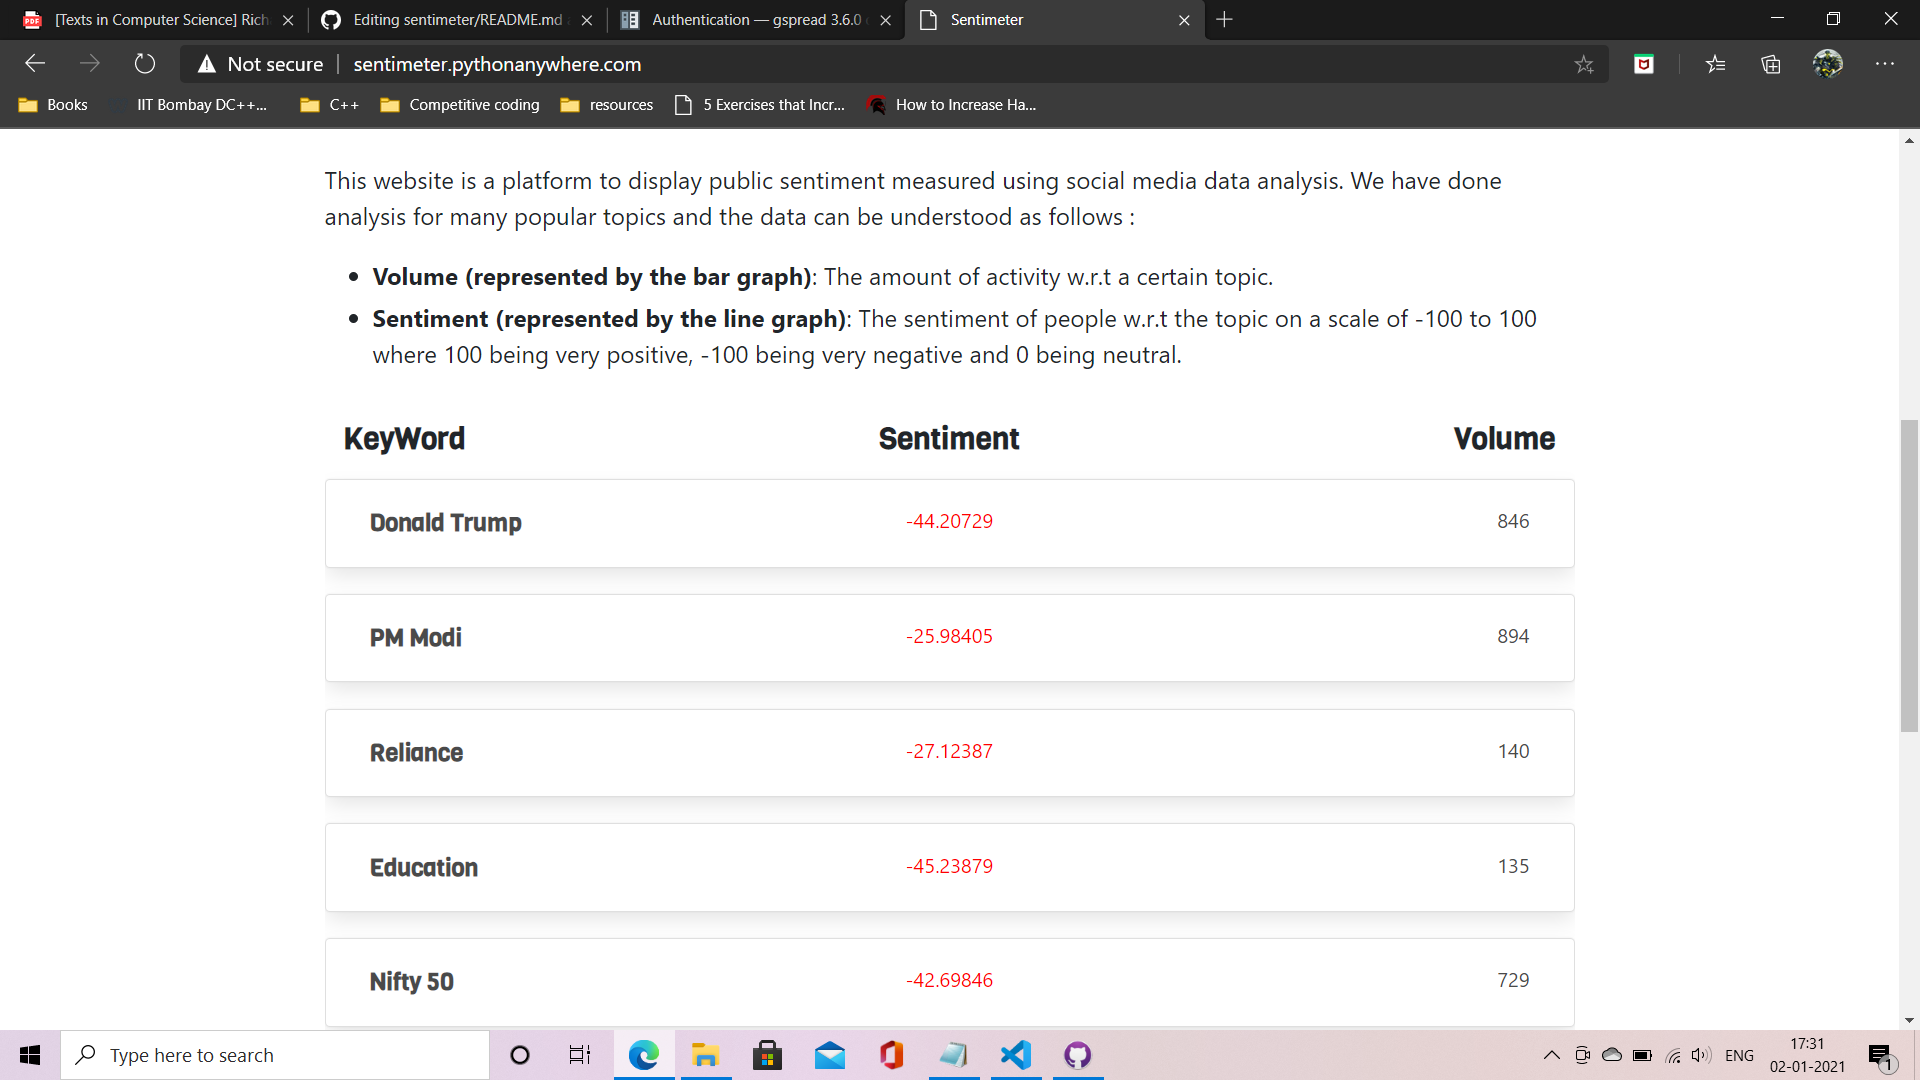 [Texts in Computer Science] Rich
Editing sentimeter/README.md
Authentication — gspread 3.6.0
Sentimeter
Not secure
sentimeter.pythonanywhere.com
Books
IIT Bombay DC++...
C++
Competitive coding
resources
5 Exercises that Incr...
How to Increase Ha...
This website is a platform to display public sentiment measured using social media data analysis. We have done
analysis for many popular topics and the data can be understood as follows :
• Volume (represented by the bar graph): The amount of activity w.r.t a certain topic.
• Sentiment (represented by the line graph): The sentiment of people w.r.t the topic on a scale of -100 to 100
where 100 being very positive, -100 being very negative and 0 being neutral.
KeyWord Sentiment Volume
Donald Trump -44.20729 846
PM Modi -25.98405 894
Reliance -27.12387 140
Education -45.23879 135
Nifty 50 -42.69846 729
Type here to search
ENG
17:31
02-01-2021
1